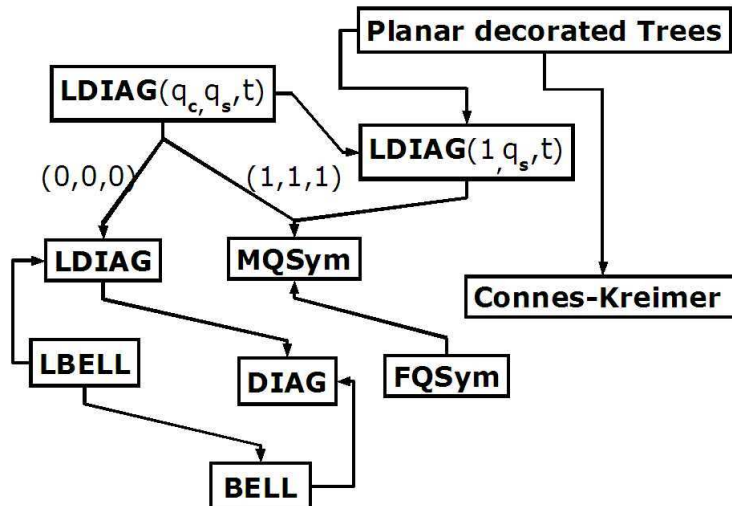 Planar decorated Trees
LDIAG(qc,qs,t)
LDIAG(1,qs,t)
(0,0,0)
(1,1,1)
LDIAG
MQSym
Connes-Kreimer
LBELL
DIAG
FQSym
BELL